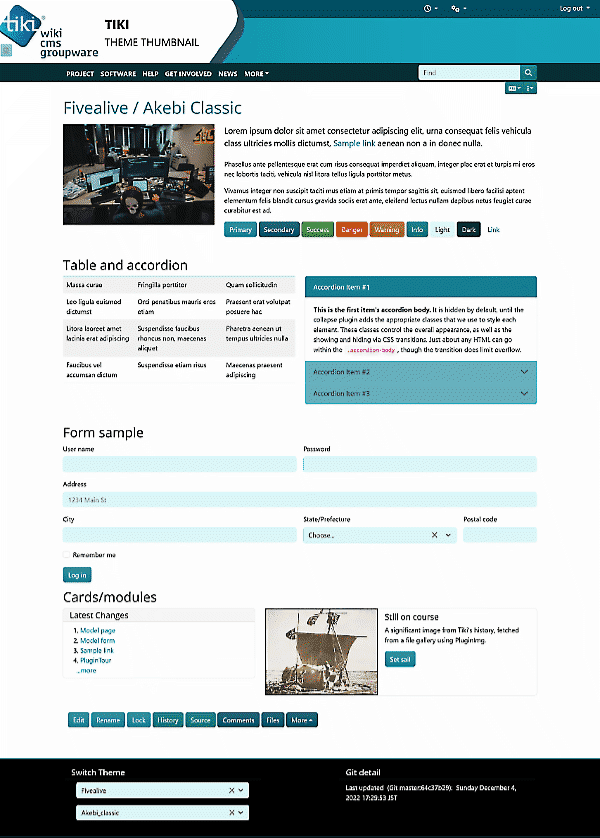 tiki
wiki
cms
groupware
TIKI
THEME THUMBNAIL
Log out
PROJECT SOFTWARE HELP GET INVOLVED NEWS MORE
Find
Fivealive / Akebi Classic
Lorem ipsum dolor sit amet consectetur adipiscing elit, urna consequat felis vehicula
class ultricies mollis dictumst, Sample link aenean non a in donec nulla.
Phasellus ante pellentesque erat cum risus consequat imperdiet aliquam, integer placerat et turpis mi eros
nec lobortis taciti, vehicula nisl litora tellus ligula porttitor metus.
Vivamus integer non suscipit taciti mus etiam at primis tempor sagittis sit, euismod libero facilisi aptent
elementum felis blandit cursus gravida sociis erat ante, eleifend lectus nullam dapibus netus feugiat curae
curabitur est ad.
Primary Secondary Success Danger Warning Info Light Dark Link
Table and accordion
Massa curae Fringilla porttitor Quam sollicitudin
Leo ligula euismod Orci penatibus mauris eros Praesent erat volutpat
dictumst etiam posuere hac
Litora laoreet amet Suspendisse faucibus Pharetra aenean ut
lacinia erat adipiscing rhoncus non, maecenas tempus ultricies nulla
aliquet
Faucibus vel Suspendisse etiam risus Maecenas praesent
accumsan dictum adipiscing
Accordion Item #1
This is the first item's accordion body. It is hidden by default, until the
collapse plugin adds the appropriate classes that we use to style each
element. These classes control the overall appearance, as well as the
showing and hiding via CSS transitions. Just about any HTML can go
within the .accordion-body, though the transition does limit overflow.
Accordion Item #2
Accordion Item #3
Form sample
User name Password
Address
1234 Main St
City State/Prefecture Postal code
Choose...
Remember me
Log in
Cards/modules
Latest Changes
1. Model page
2. Model form
3. Sample link
4. PluginTour
...more
Still on course
A significant image from Tiki's history, fetched
from a file gallery using PluginImg.
Set sail
Edit Rename Lock History Source Comments Files More
Switch Theme
Fivealive
Akebi_classic
Git detail
Last updated (Git master:64c37b29): Sunday December 4,
2022 17:29:53 JST